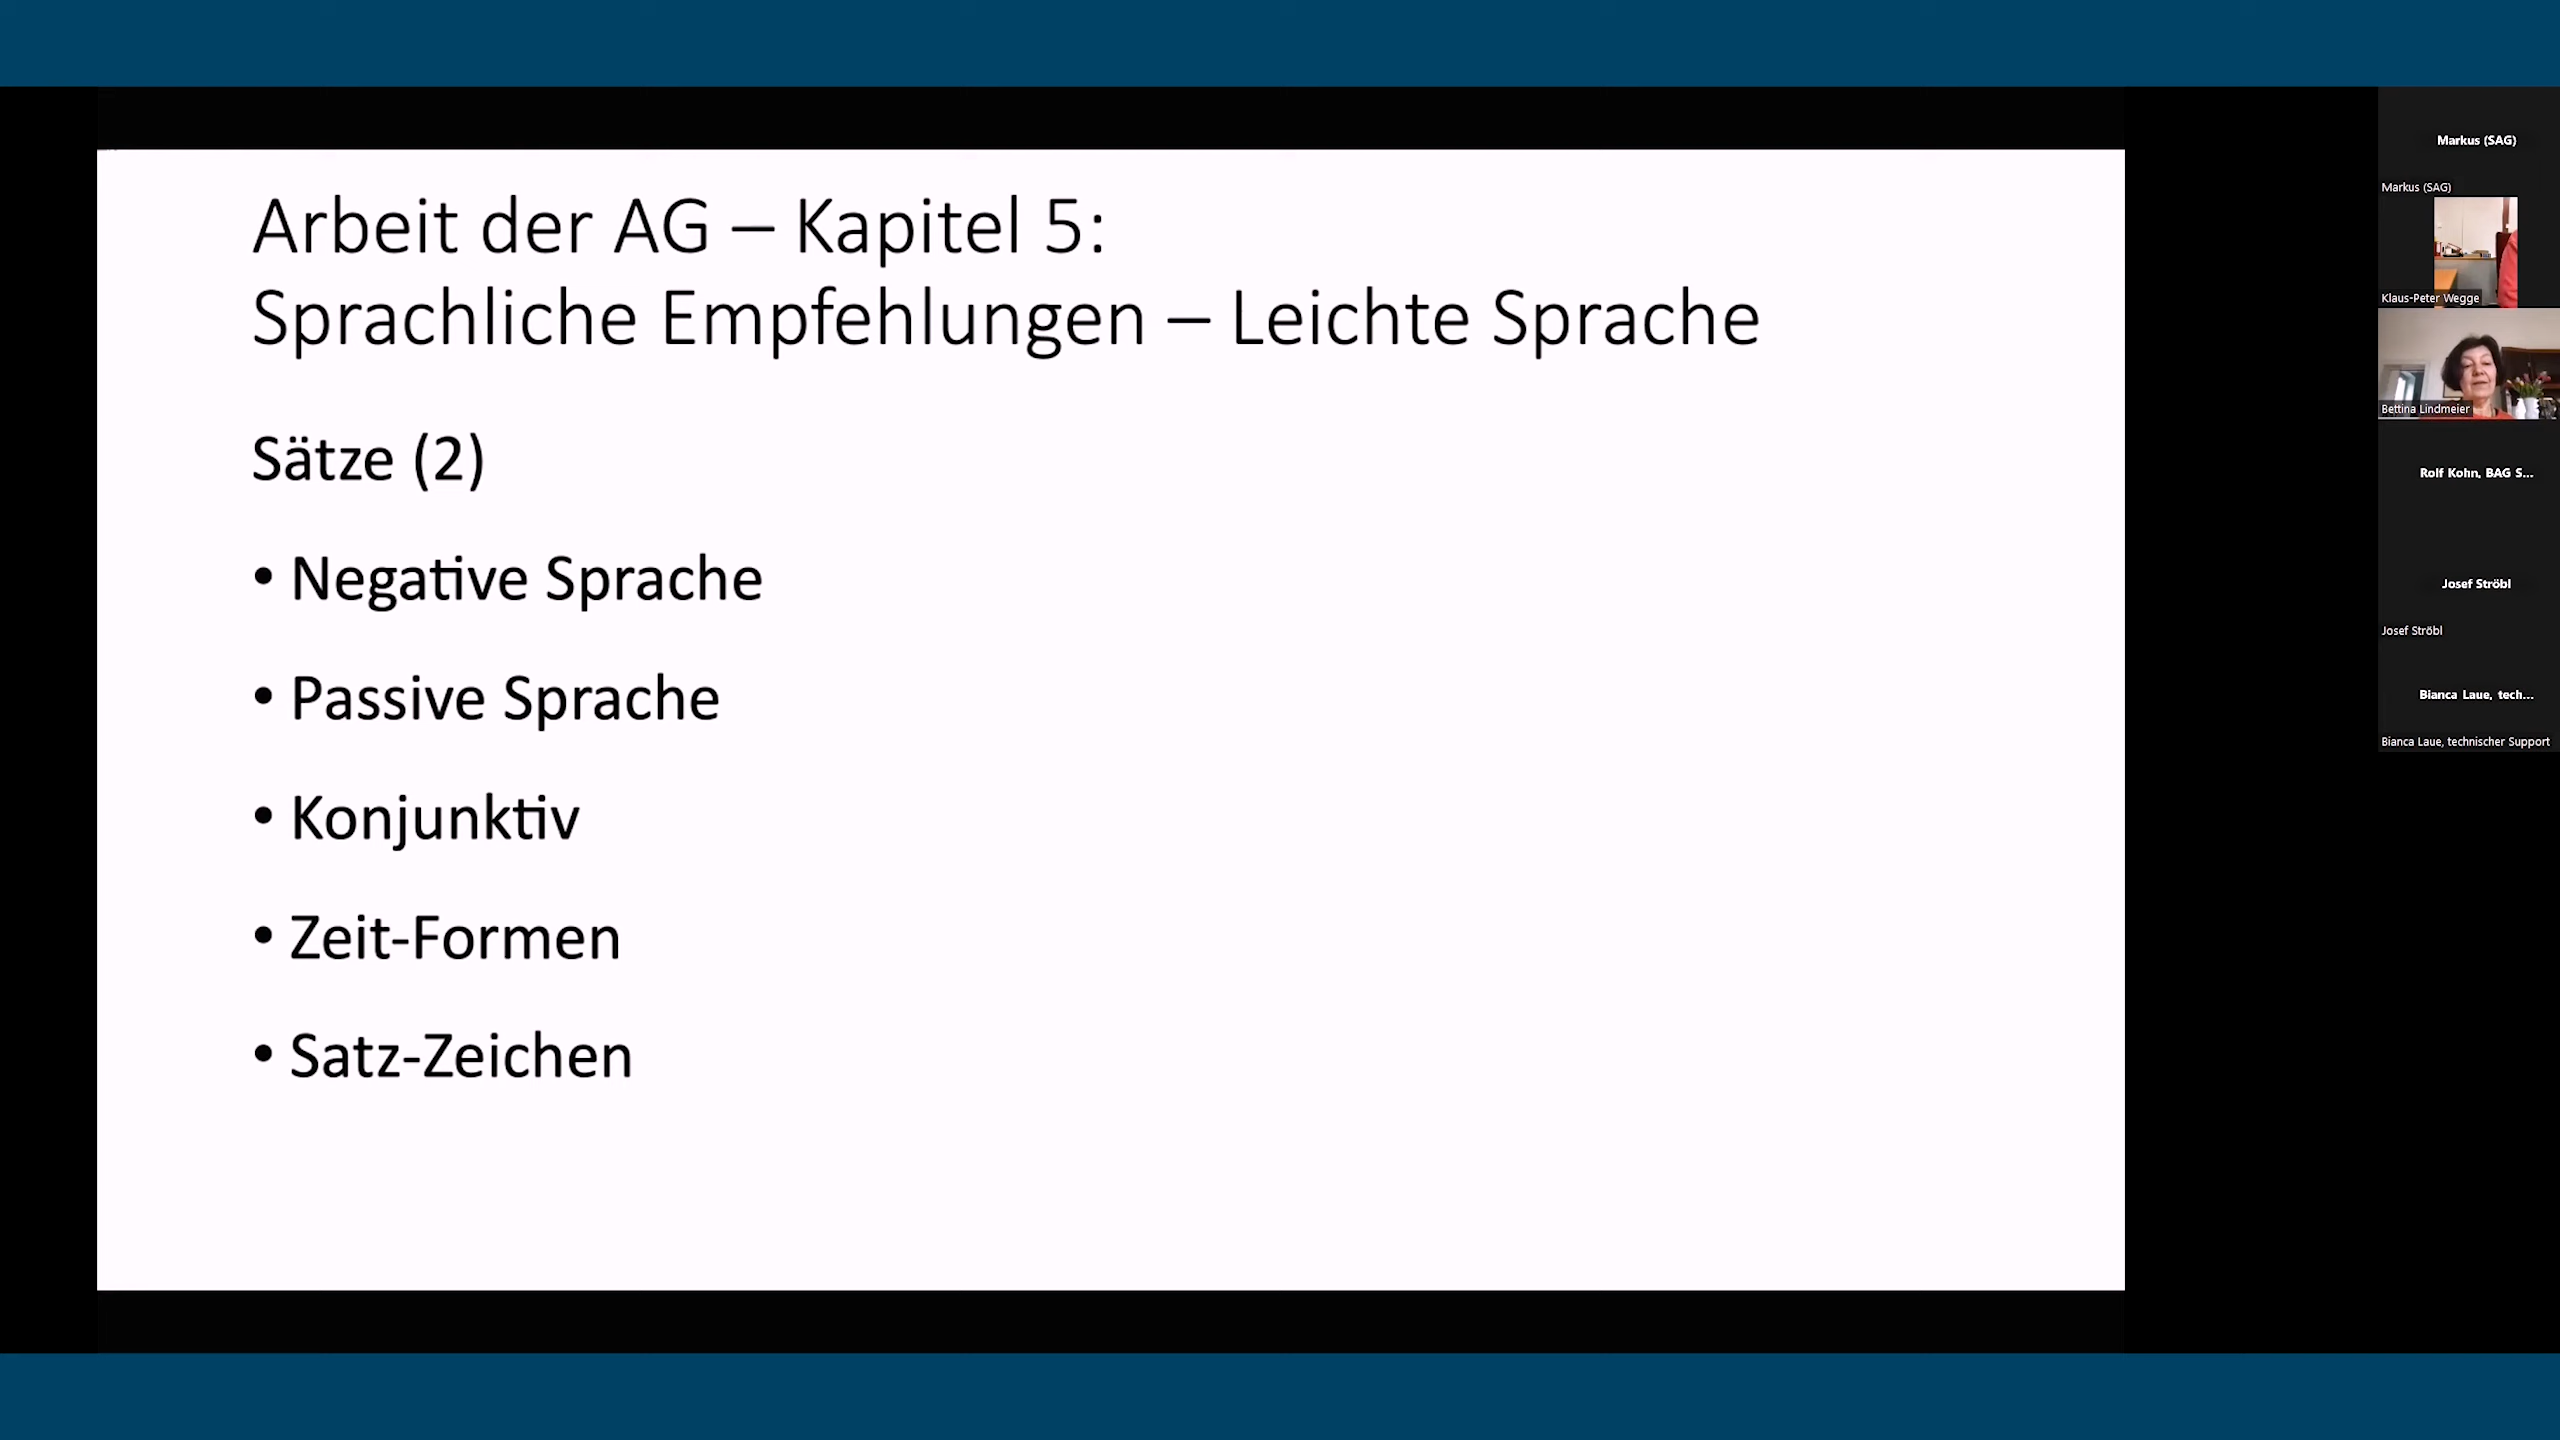 Arbeit der AG – Kapitel 5:
Sprachliche Empfehlungen – Leichte Sprache
Sätze (2)
• Negative Sprache
• Passive Sprache
• Konjunktiv
• Zeit-Formen
• Satz-Zeichen
Markus (SAG)
Markus (SAG)
Klaus-Peter Wegge
Bettina Lindmeier
Rolf Kohn, BAG S...
Josef Ströbl
Josef Ströbl
Bianca Laue, tech...
Bianca Laue, technischer Support